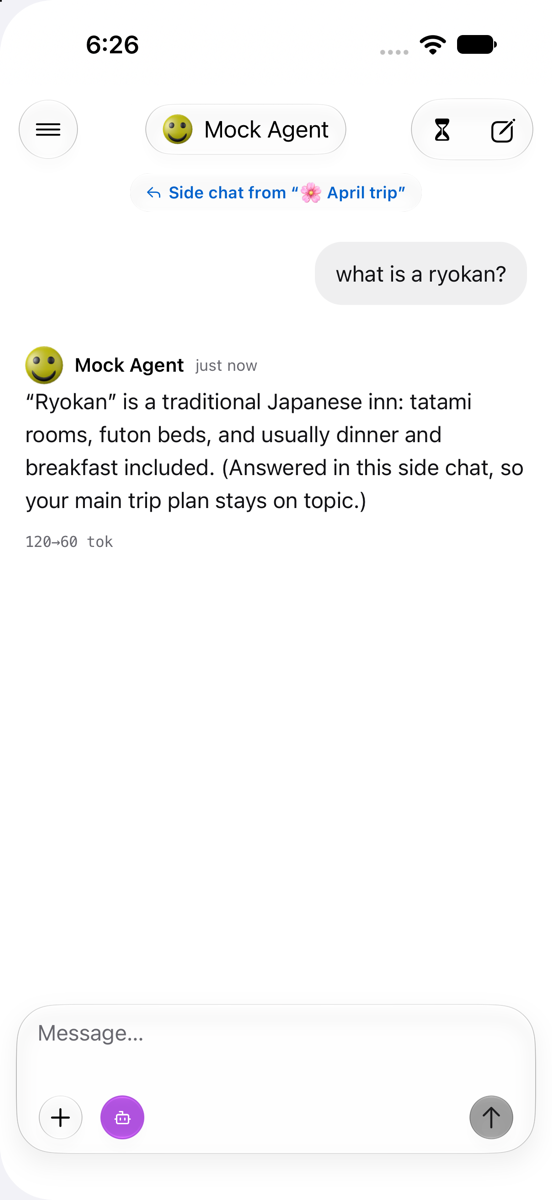 6:26
Mock Agent
Side chat from “🌸 April trip”
what is a ryokan?
Mock Agent just now
“Ryokan” is a traditional Japanese inn: tatami
rooms, futon beds, and usually dinner and
breakfast included. (Answered in this side chat, so
your main trip plan stays on topic.)
120→60 tok
Message...